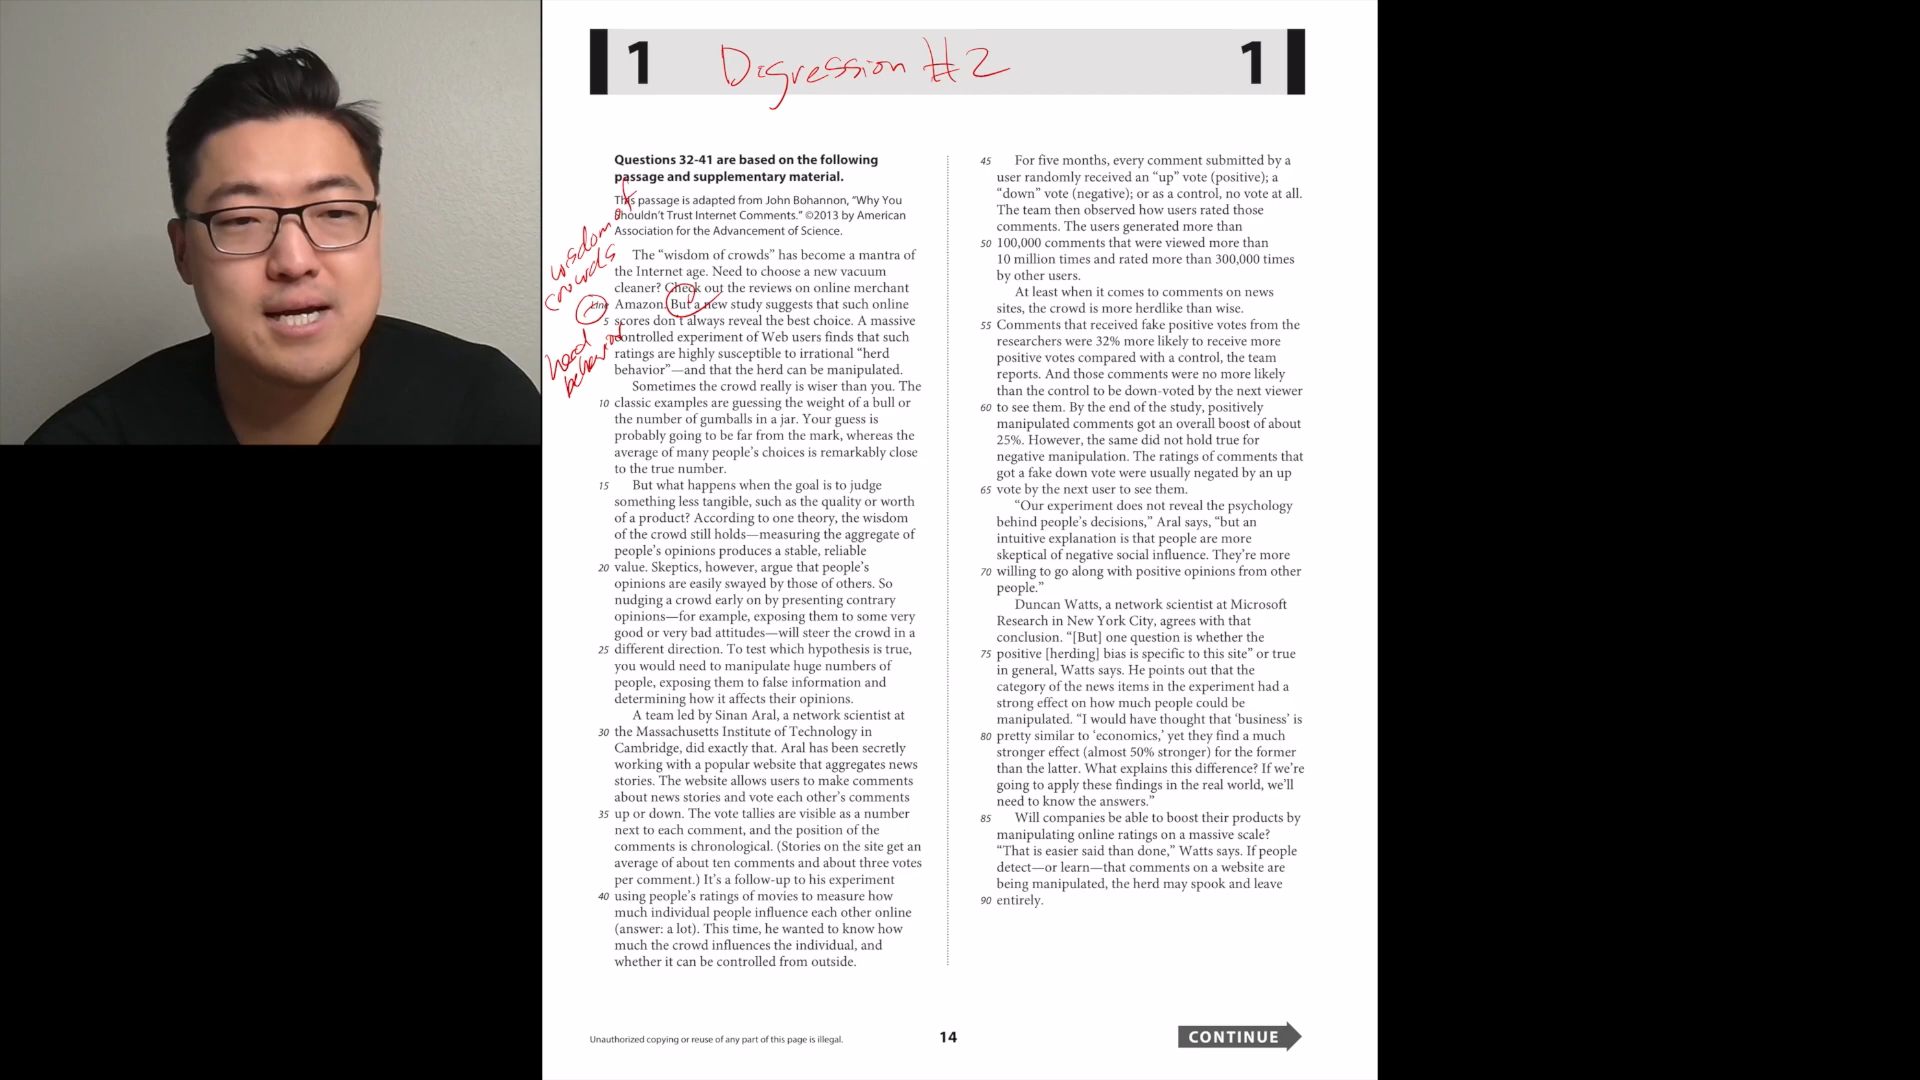 1 Digression #2 1
Questions 32-41 are based on the following
passage and supplementary material.
This passage is adapted from John Bohannon, “Why You
Shouldn’t Trust Internet Comments.” ©2013 by American
Association for the Advancement of Science.
wisdom of
crowds
herd
behavior
The “wisdom of crowds” has become a mantra of
the Internet age. Need to choose a new vacuum
cleaner? Check out the reviews on online merchant
Line Amazon. But a new study suggests that such online
5 scores don’t always reveal the best choice. A massive
controlled experiment of Web users finds that such
ratings are highly susceptible to irrational “herd
behavior”—and that the herd can be manipulated.
Sometimes the crowd really is wiser than you. The
10 classic examples are guessing the weight of a bull or
the number of gumballs in a jar. Your guess is
probably going to be far from the mark, whereas the
average of many people’s choices is remarkably close
to the true number.
15 But what happens when the goal is to judge
something less tangible, such as the quality or worth
of a product? According to one theory, the wisdom
of the crowd still holds—measuring the aggregate of
people’s opinions produces a stable, reliable
20 value. Skeptics, however, argue that people’s
opinions are easily swayed by those of others. So
nudging a crowd early on by presenting contrary
opinions—for example, exposing them to some very
good or very bad attitudes—will steer the crowd in a
25 different direction. To test which hypothesis is true,
you would need to manipulate huge numbers of
people, exposing them to false information and
determining how it affects their opinions.
A team led by Sinan Aral, a network scientist at
30 the Massachusetts Institute of Technology in
Cambridge, did exactly that. Aral has been secretly
working with a popular website that aggregates news
stories. The website allows users to make comments
about news stories and vote each other’s comments
35 up or down. The vote tallies are visible as a number
next to each comment, and the position of the
comments is chronological. (Stories on the site get an
average of about ten comments and about three votes
per comment.) It’s a follow-up to his experiment
40 using people’s ratings of movies to measure how
much individual people influence each other online
(answer: a lot). This time, he wanted to know how
much the crowd influences the individual, and
whether it can be controlled from outside.
45 For five months, every comment submitted by a
user randomly received an “up” vote (positive); a
“down” vote (negative); or as a control, no vote at all.
The team then observed how users rated those
comments. The users generated more than
50 100,000 comments that were viewed more than
10 million times and rated more than 300,000 times
by other users.
At least when it comes to comments on news
sites, the crowd is more herdlike than wise.
55 Comments that received fake positive votes from the
researchers were 32% more likely to receive more
positive votes compared with a control, the team
reports. And those comments were no more likely
than the control to be down-voted by the next viewer
60 to see them. By the end of the study, positively
manipulated comments got an overall boost of about
25%. However, the same did not hold true for
negative manipulation. The ratings of comments that
got a fake down vote were usually negated by an up
65 vote by the next user to see them.
“Our experiment does not reveal the psychology
behind people’s decisions,” Aral says, “but an
intuitive explanation is that people are more
skeptical of negative social influence. They’re more
70 willing to go along with positive opinions from other
people.”
Duncan Watts, a network scientist at Microsoft
Research in New York City, agrees with that
conclusion. “[But] one question is whether the
75 positive [herding] bias is specific to this site” or true
in general, Watts says. He points out that the
category of the news items in the experiment had a
strong effect on how much people could be
manipulated. “I would have thought that ‘business’ is
80 pretty similar to ‘economics,’ yet they find a much
stronger effect (almost 50% stronger) for the former
than the latter. What explains this difference? If we’re
going to apply these findings in the real world, we’ll
need to know the answers.”
85 Will companies be able to boost their products by
manipulating online ratings on a massive scale?
“That is easier said than done,” Watts says. If people
detect—or learn—that comments on a website are
being manipulated, the herd may spook and leave
90 entirely.
Unauthorized copying or reuse of any part of this page is illegal.
14
CONTINUE